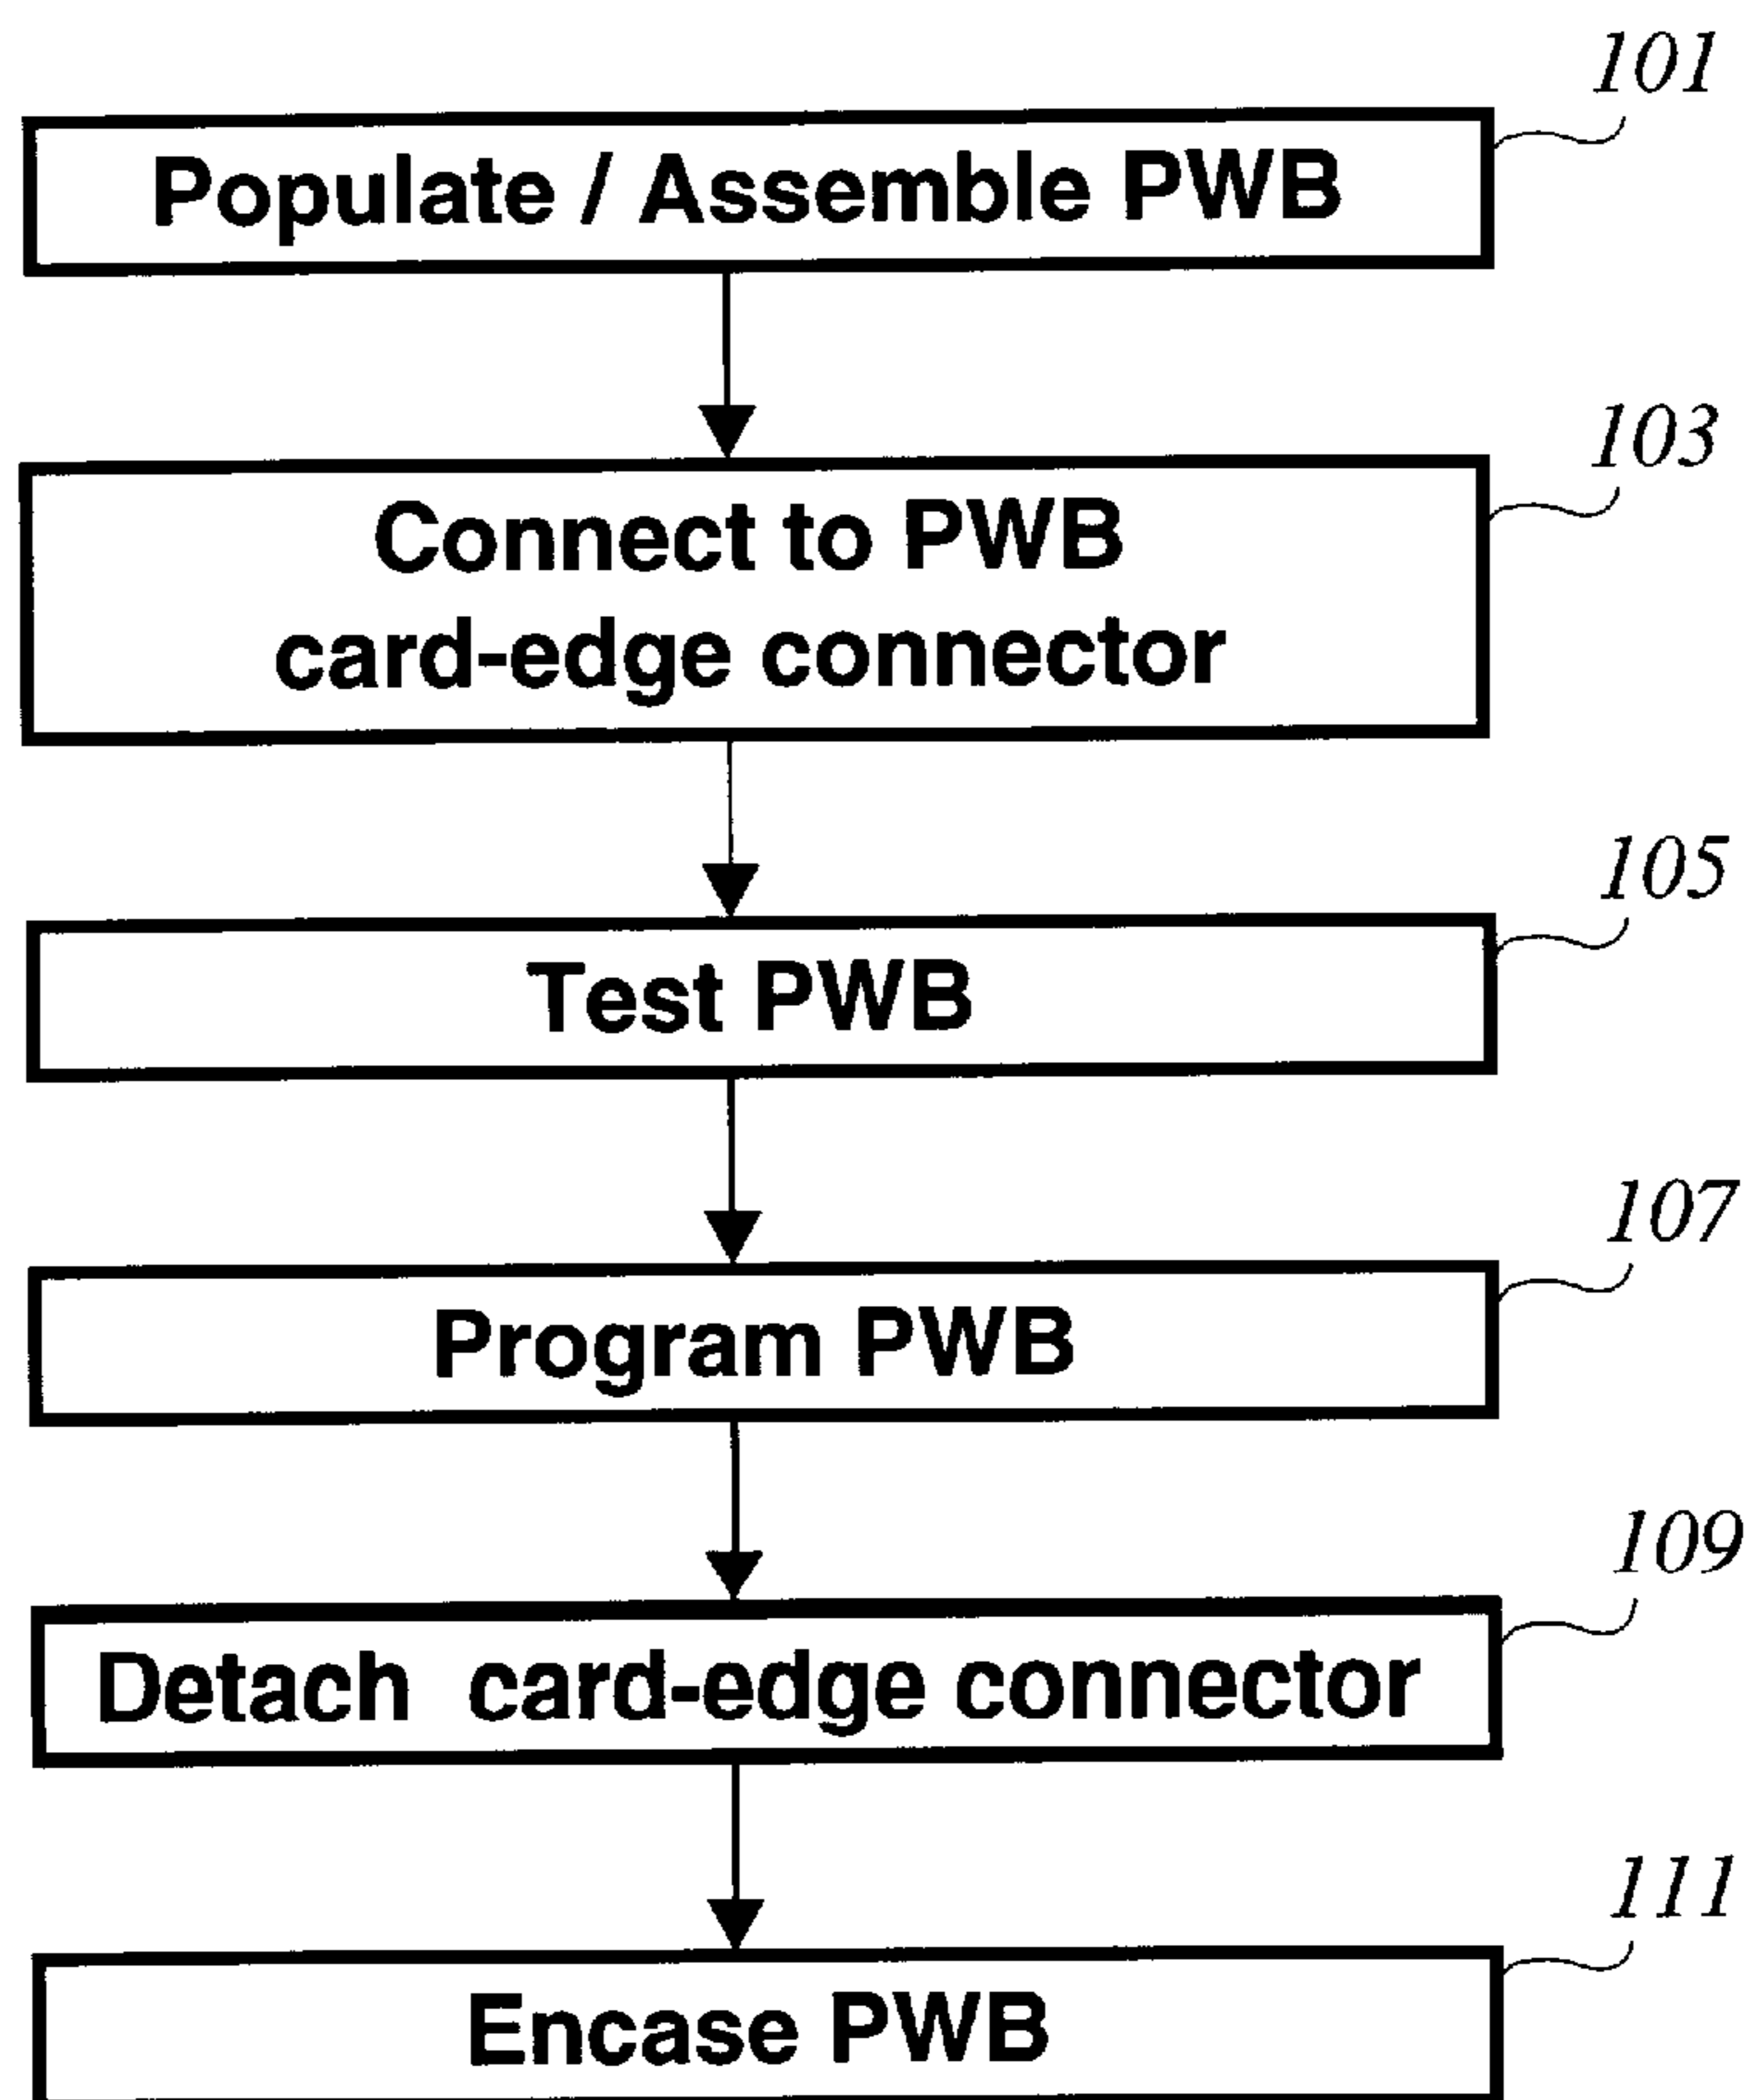 101
Populate / Assemble PWB
103
Connect to PWB
card-edge connector
105
Test PWB
107
Program PWB
109
Detach card-edge connector
111
Encase PWB